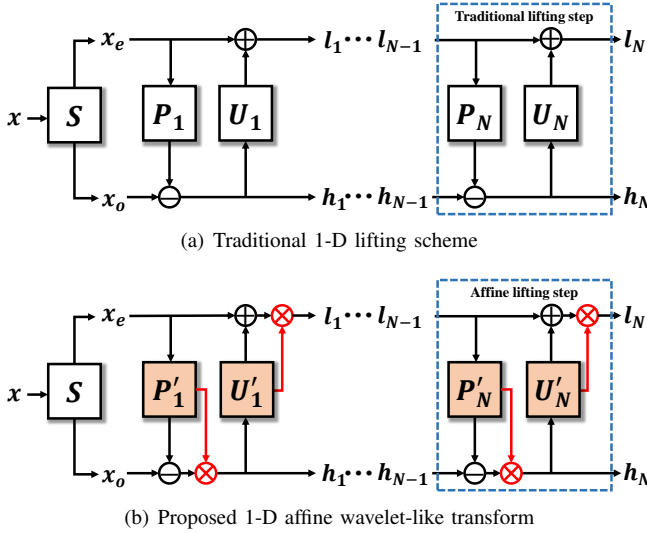 Traditional lifting step
x_e l_1 ⋯ l_{N−1} l_N
x S P_1 U_1 P_N U_N
x_o h_1 ⋯ h_{N−1} h_N
(a) Traditional 1-D lifting scheme
Affine lifting step
x_e l_1 ⋯ l_{N−1} l_N
x S P′_1 U′_1 P′_N U′_N
x_o h_1 ⋯ h_{N−1} h_N
(b) Proposed 1-D affine wavelet-like transform